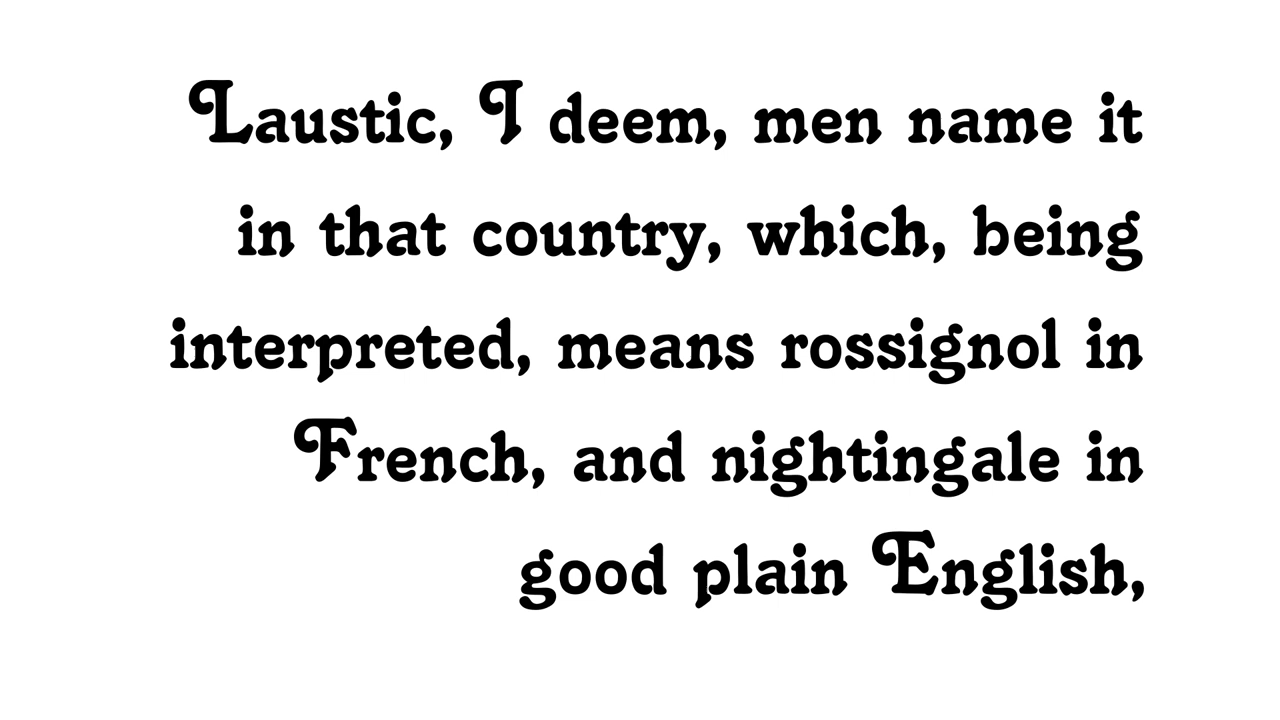 Laustic, I deem, men name it
in that country, which, being
interpreted, means rossignol in
French, and nightingale in
good plain English,